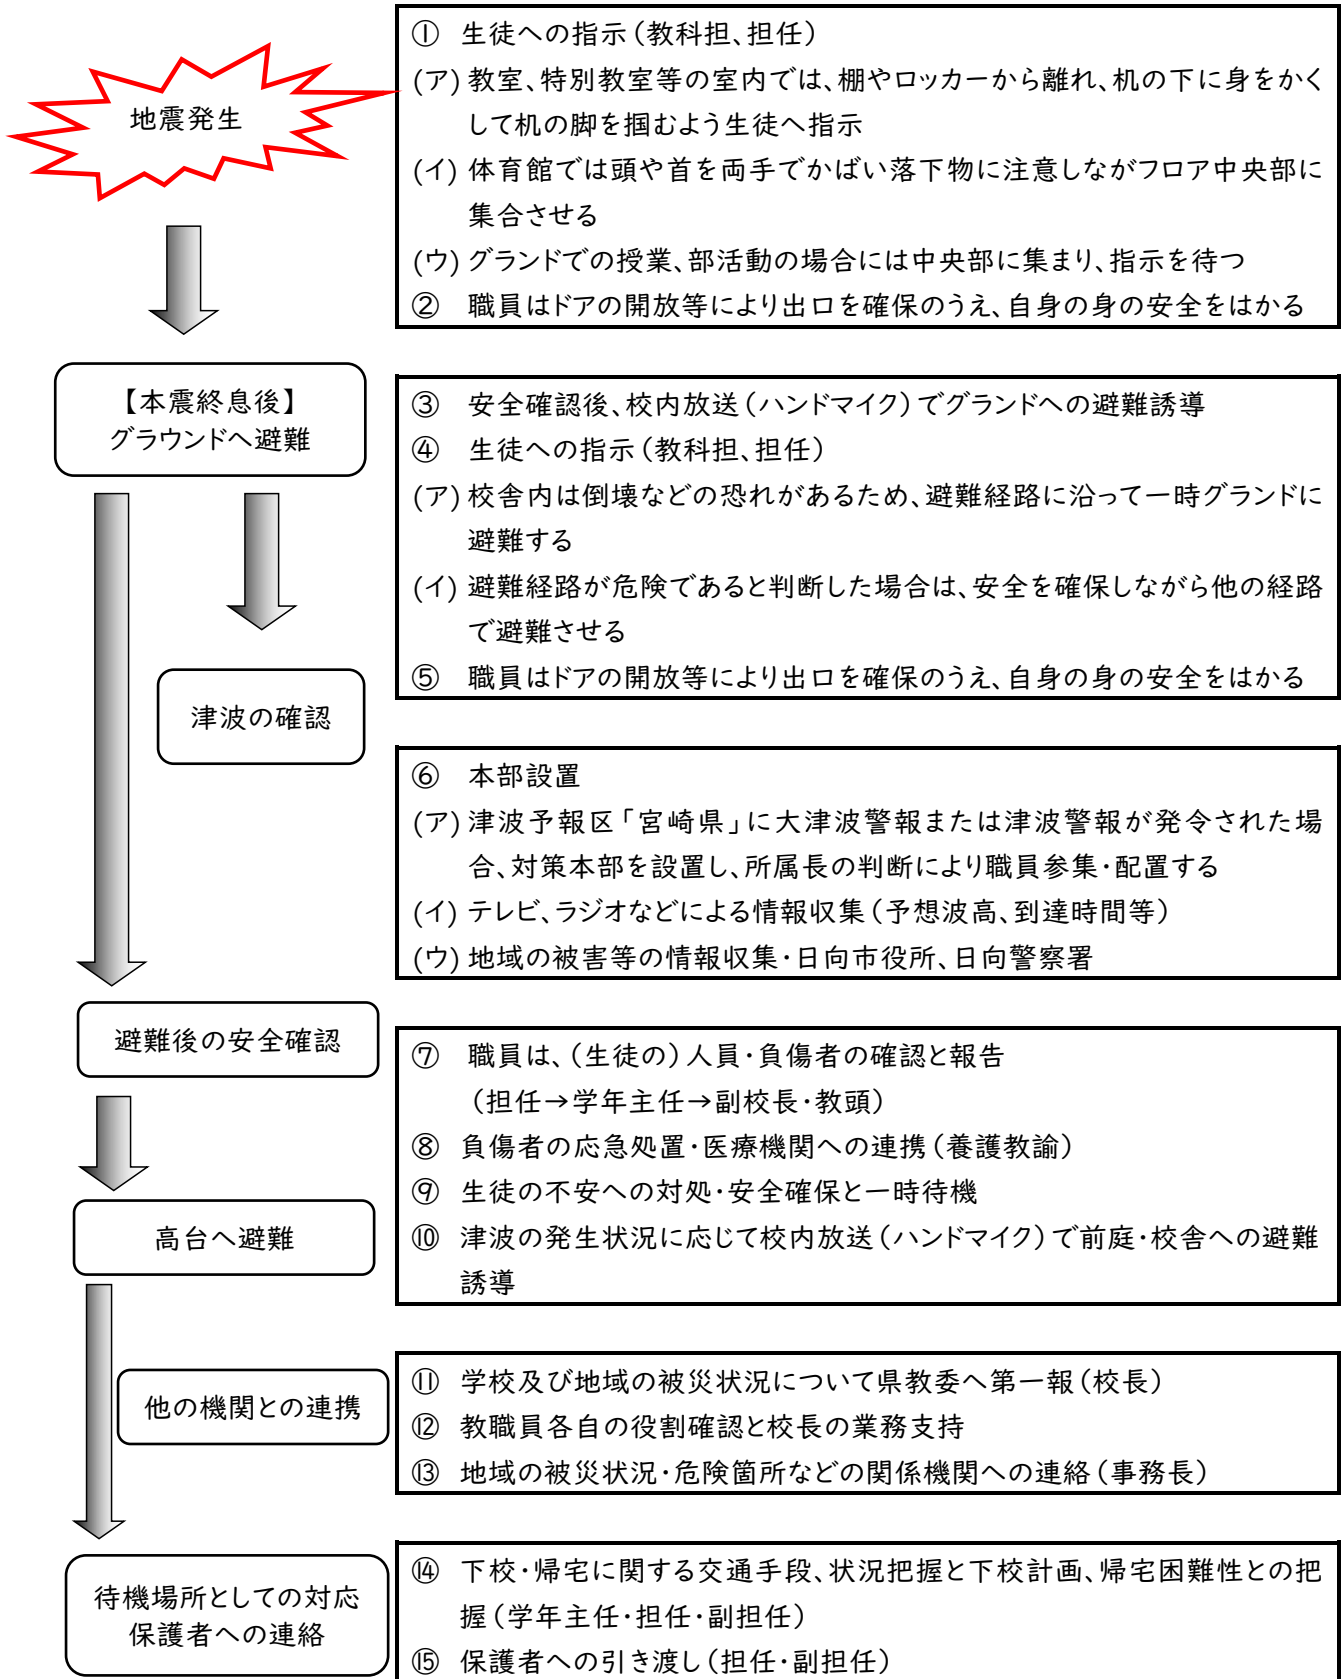 地震発生
① 生徒への指示(教科担、担任)
(ア) 教室、特別教室等の室内では、棚やロッカーから離れ、机の下に身をかく
して机の脚を掴むよう生徒へ指示
(イ) 体育館では頭や首を両手でかばい落下物に注意しながフロア中央部に
集合させる
(ウ) グランドでの授業、部活動の場合には中央部に集まり、指示を待つ
② 職員はドアの開放等により出口を確保のうえ、自身の身の安全をはかる
【本震終息後】
グラウンドへ避難
③ 安全確認後、校内放送(ハンドマイク)でグランドへの避難誘導
④ 生徒への指示(教科担、担任)
(ア) 校舎内は倒壊などの恐れがあるため、避難経路に沿って一時グランドに
避難する
(イ) 避難経路が危険であると判断した場合は、安全を確保しながら他の経路
で避難させる
⑤ 職員はドアの開放等により出口を確保のうえ、自身の身の安全をはかる
津波の確認
⑥ 本部設置
(ア) 津波予報区「宮崎県」に大津波警報または津波警報が発令された場
合、対策本部を設置し、所属長の判断により職員参集・配置する
(イ) テレビ、ラジオなどによる情報収集(予想波高、到達時間等)
(ウ) 地域の被害等の情報収集・日向市役所、日向警察署
避難後の安全確認
⑦ 職員は、(生徒の)人員・負傷者の確認と報告
(担任→学年主任→副校長・教頭)
⑧ 負傷者の応急処置・医療機関への連携(養護教諭)
⑨ 生徒の不安への対処・安全確保と一時待機
⑩ 津波の発生状況に応じて校内放送(ハンドマイク)で前庭・校舎への避難
誘導
高台へ避難
他の機関との連携
⑪ 学校及び地域の被災状況について県教委へ第一報(校長)
⑫ 教職員各自の役割確認と校長の業務支持
⑬ 地域の被災状況・危険箇所などの関係機関への連絡(事務長)
待機場所としての対応
保護者への連絡
⑭ 下校・帰宅に関する交通手段、状況把握と下校計画、帰宅困難性との把
握(学年主任・担任・副担任)
⑮ 保護者への引き渡し(担任・副担任)